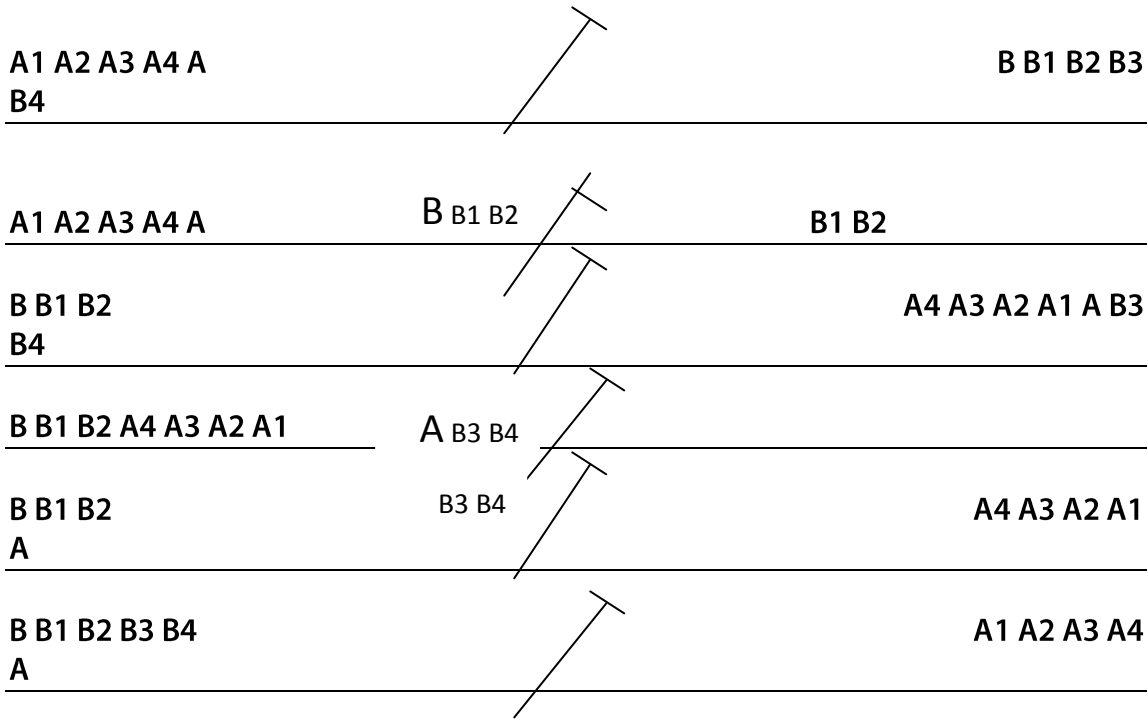 A1 A2 A3 A4 A B B1 B2 B3
B4
A1 A2 A3 A4 A B B1 B2 B1 B2
B B1 B2 A4 A3 A2 A1 A B3
B4
B B1 B2 A4 A3 A2 A1 A B3 B4
B B1 B2 B3 B4 A4 A3 A2 A1
A
B B1 B2 B3 B4 A1 A2 A3 A4
A